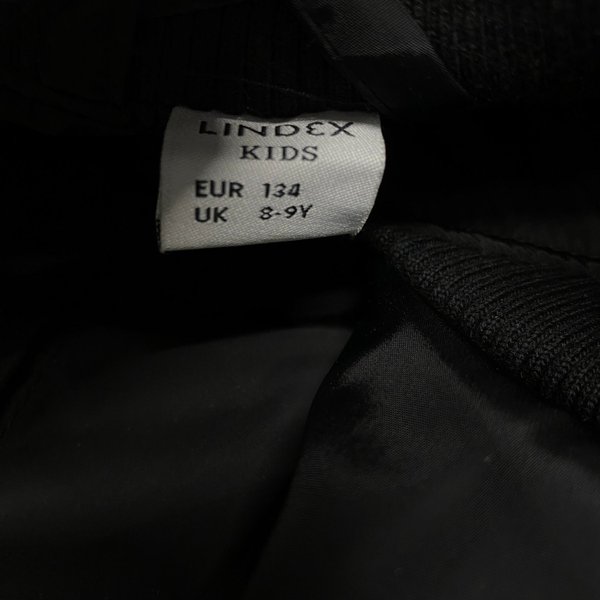 LINDEX
KIDS
EUR 134
UK 8-9Y